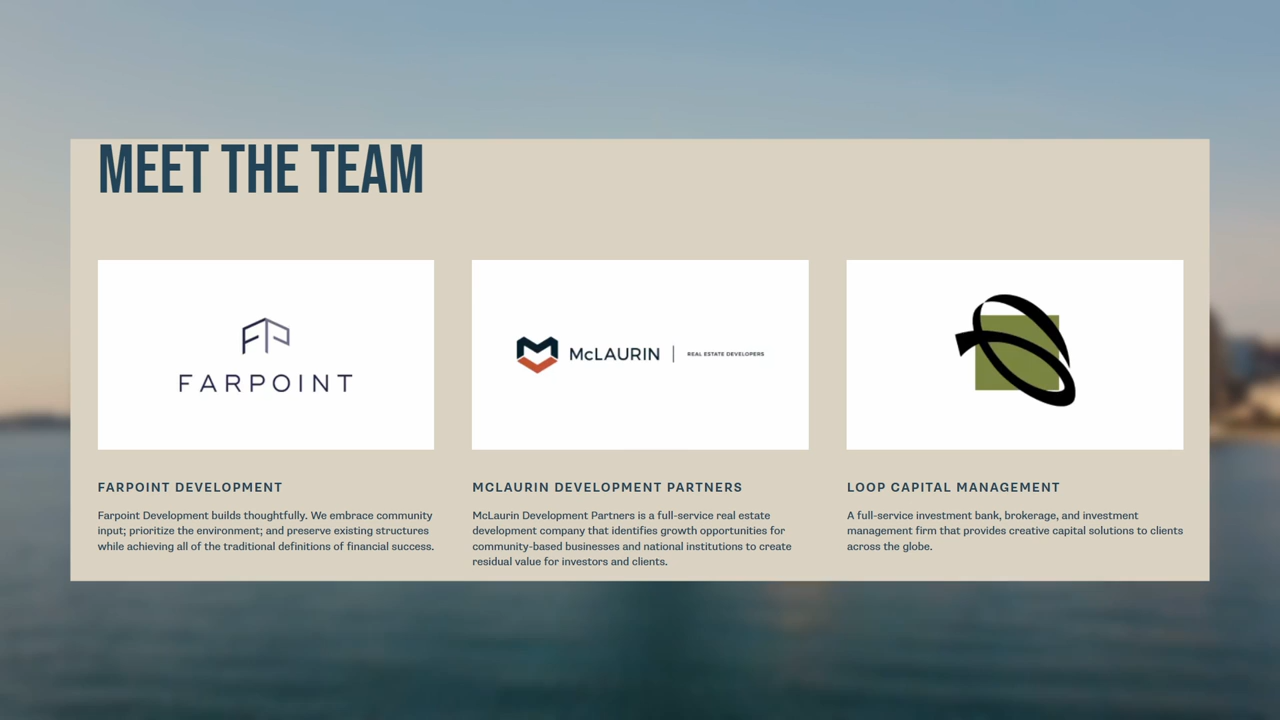 MEET THE TEAM
FP
FARPOINT
McLAURIN | REAL ESTATE DEVELOPERS
FARPOINT DEVELOPMENT
Farpoint Development builds thoughtfully. We embrace community
input; prioritize the environment; and preserve existing structures
while achieving all of the traditional definitions of financial success.
MCLAURIN DEVELOPMENT PARTNERS
McLaurin Development Partners is a full-service real estate
development company that identifies growth opportunities for
community-based businesses and national institutions to create
residual value for investors and clients.
LOOP CAPITAL MANAGEMENT
A full-service investment bank, brokerage, and investment
management firm that provides creative capital solutions to clients
across the globe.